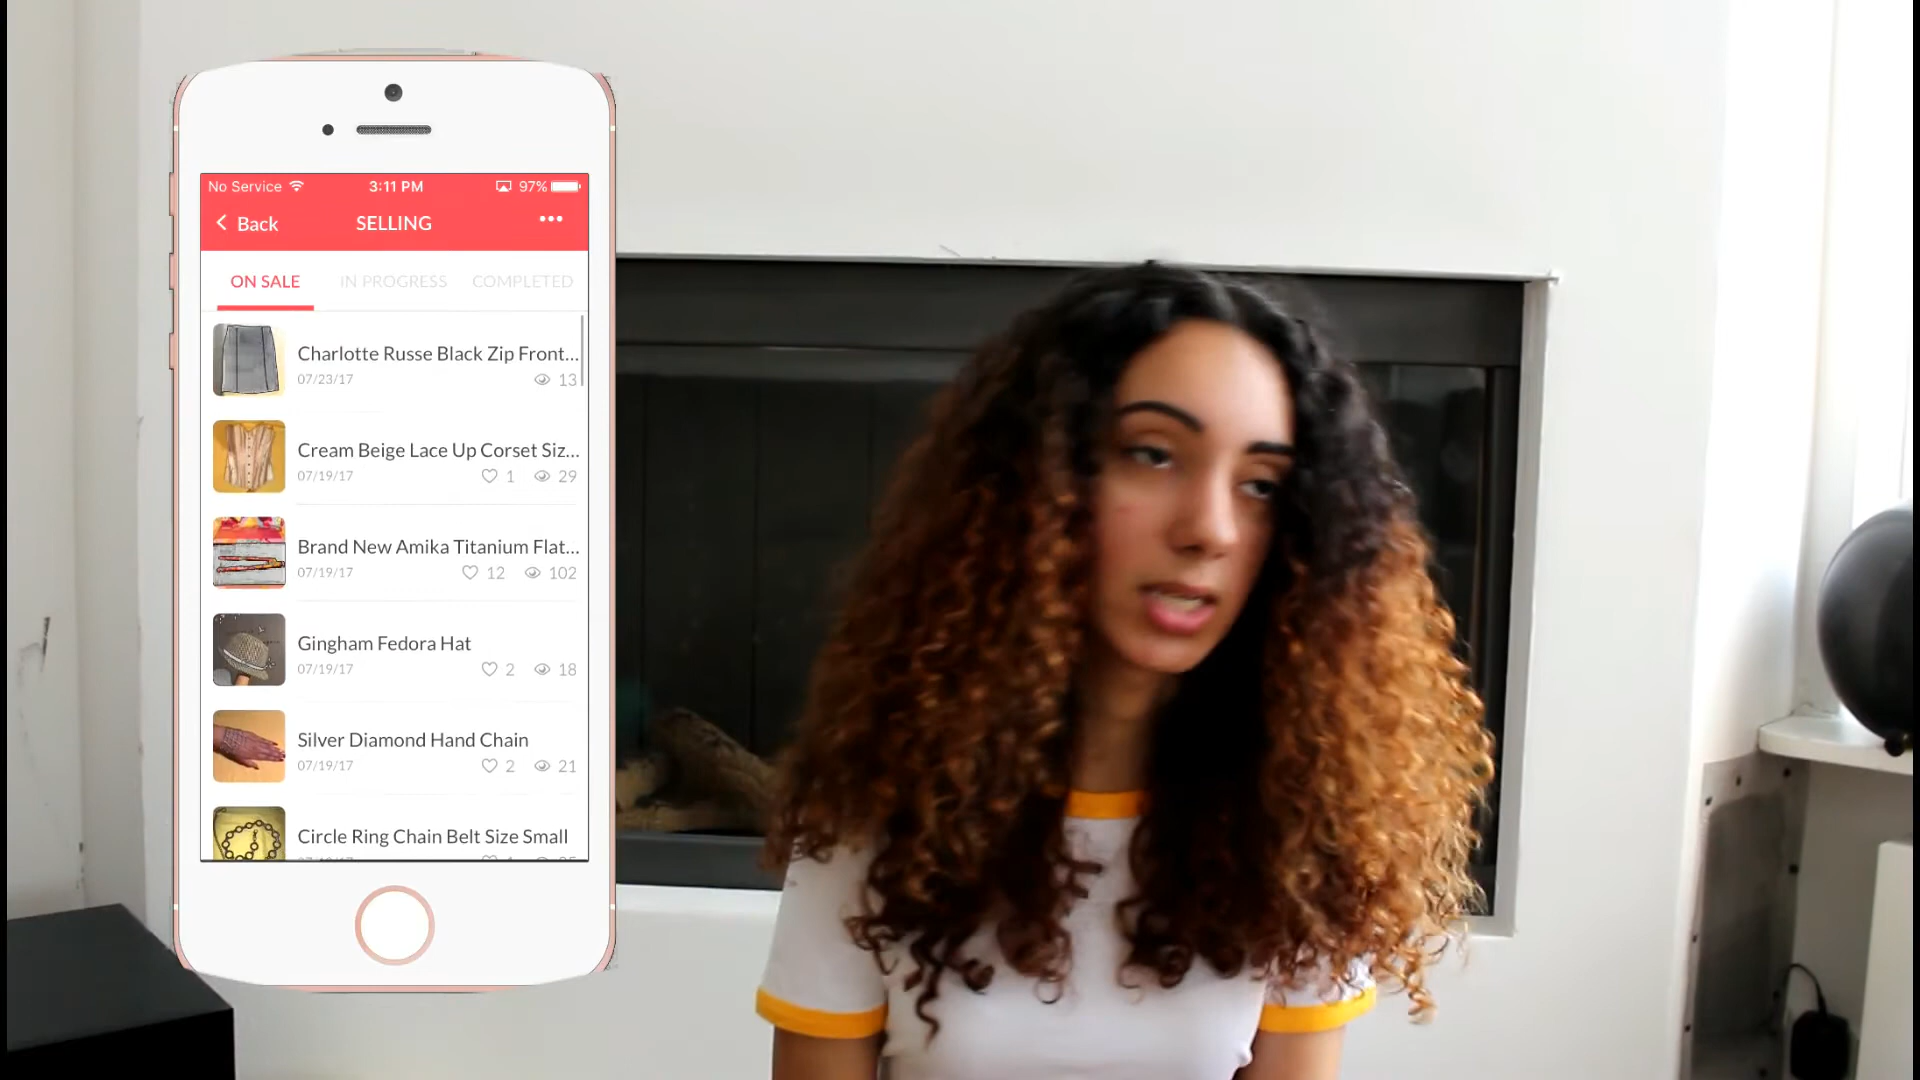 No Service 3:11 PM 97%
Back SELLING
ON SALE IN PROGRESS COMPLETED
Charlotte Russe Black Zip Front...
07/23/17 13
Cream Beige Lace Up Corset Siz...
07/19/17 1 29
Brand New Amika Titanium Flat...
07/19/17 12 102
Gingham Fedora Hat
07/19/17 2 18
Silver Diamond Hand Chain
07/19/17 2 21
Circle Ring Chain Belt Size Small